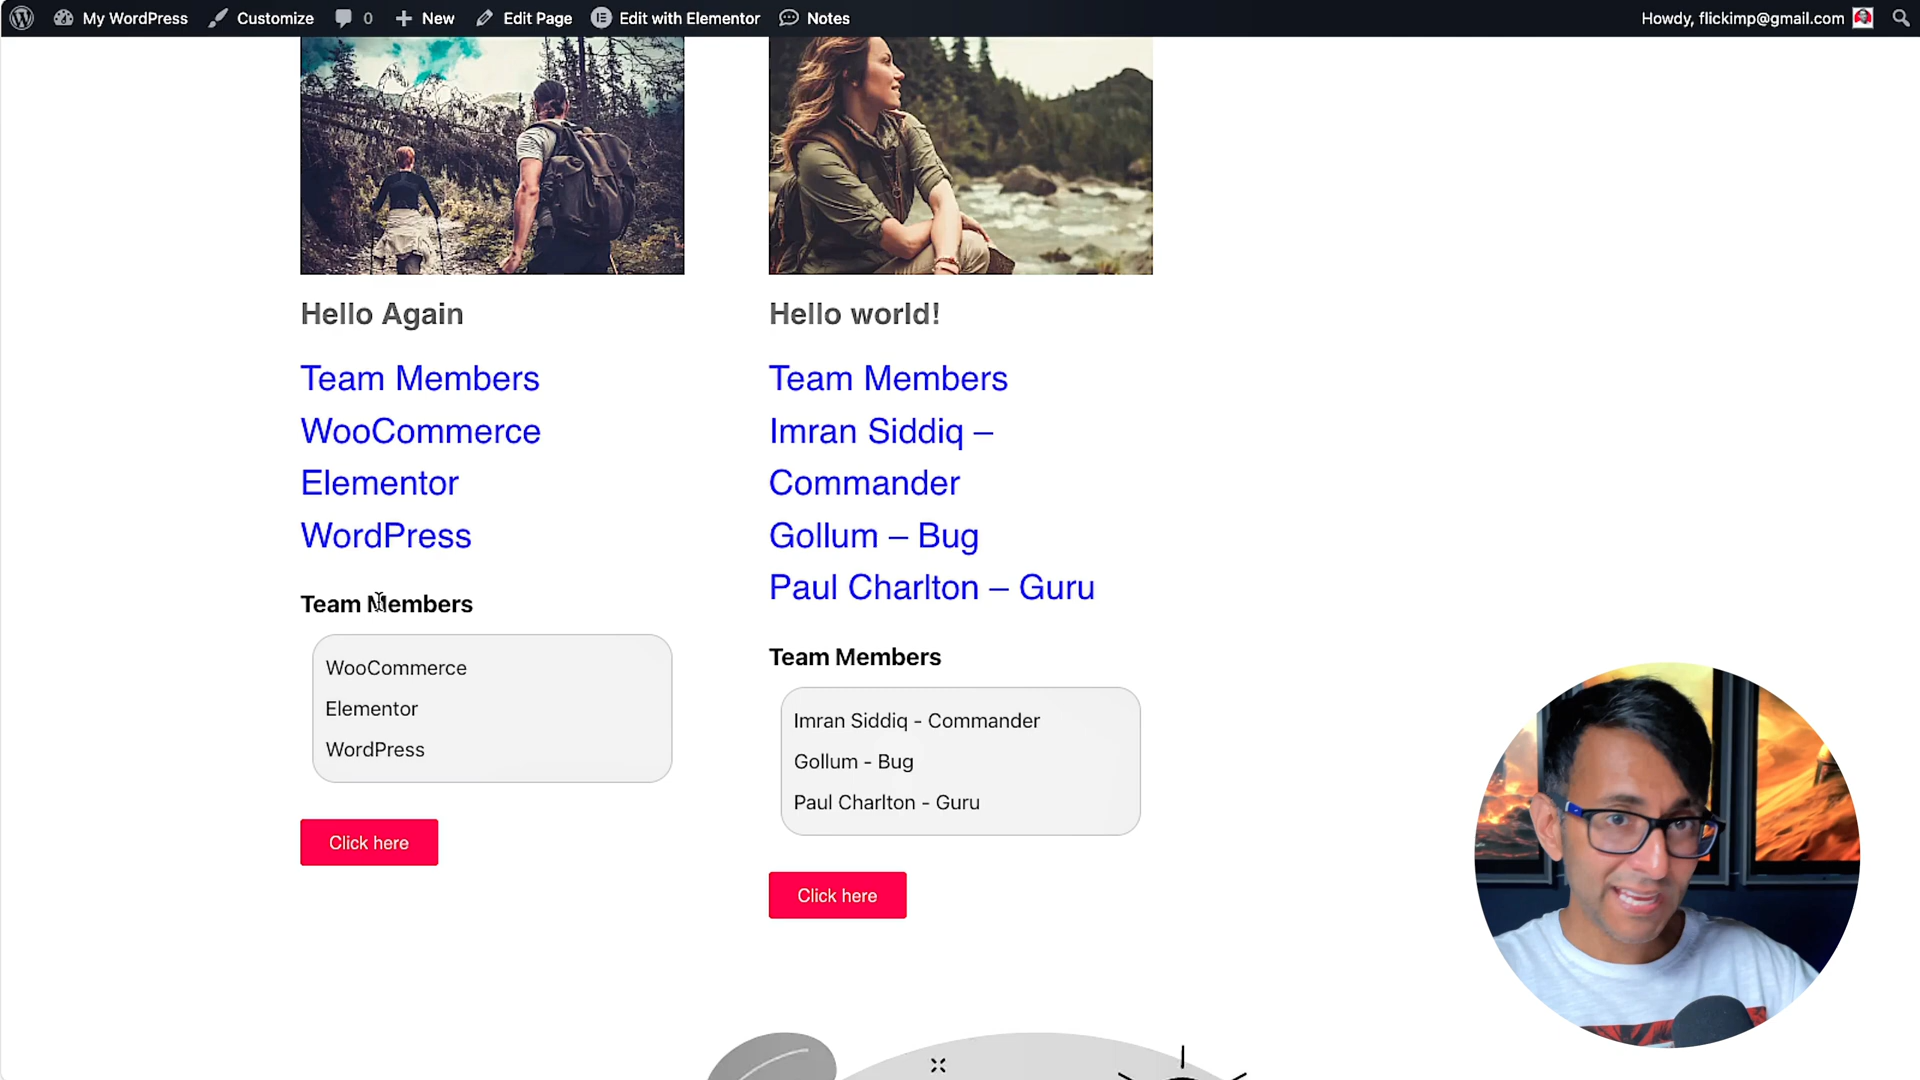 My WordPress Customize 0 New Edit Page Edit with Elementor Notes Howdy, flickimp@gmail.com
Hello Again
Team Members
WooCommerce
Elementor
WordPress
Team Members
WooCommerce
Elementor
WordPress
Click here
Hello world!
Team Members
Imran Siddiq –
Commander
Gollum – Bug
Paul Charlton – Guru
Team Members
Imran Siddiq - Commander
Gollum - Bug
Paul Charlton - Guru
Click here